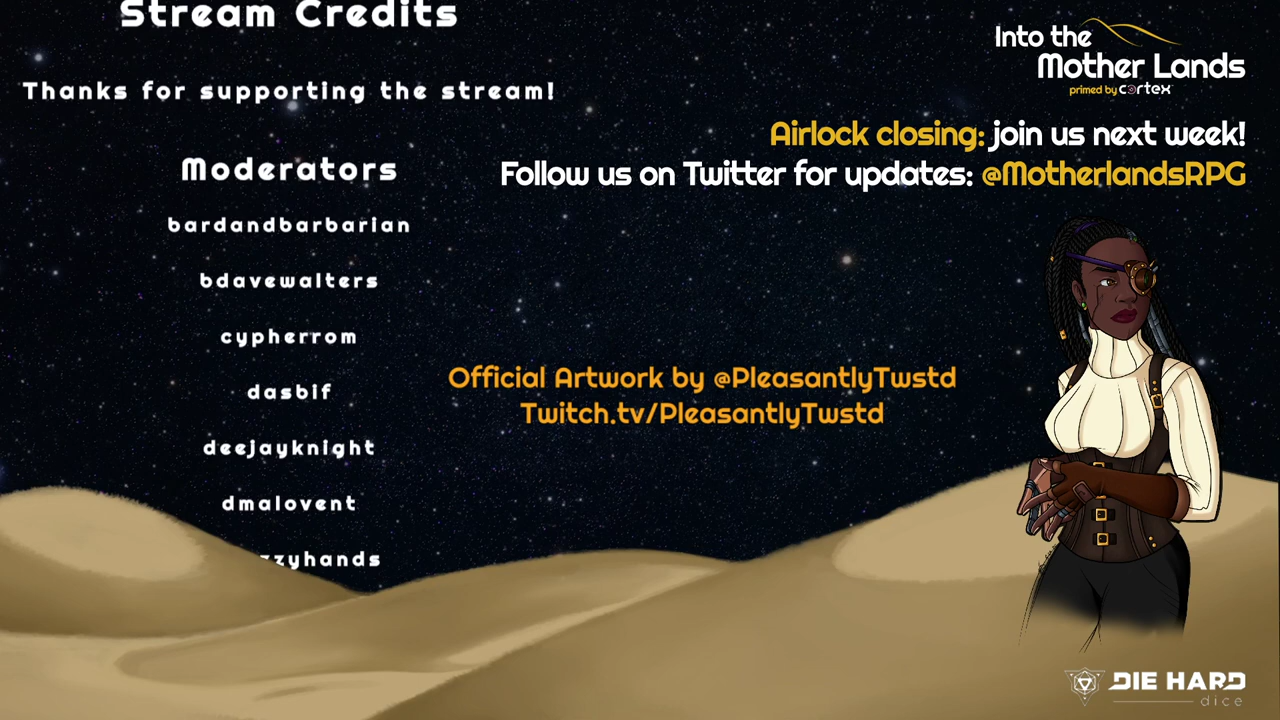 Stream Credits
Thanks for supporting the stream!
Moderators
bardandbarbarian
bdavewalters
cypherrom
dasbif
deejayknight
dmalovent
zzyhands
Into the
Mother Lands
primed by cortex
Airlock closing: join us next week!
Follow us on Twitter for updates: @MotherlandsRPG
Official Artwork by @PleasantlyTwstd
Twitch.tv/PleasantlyTwstd
DIE HARD
dice